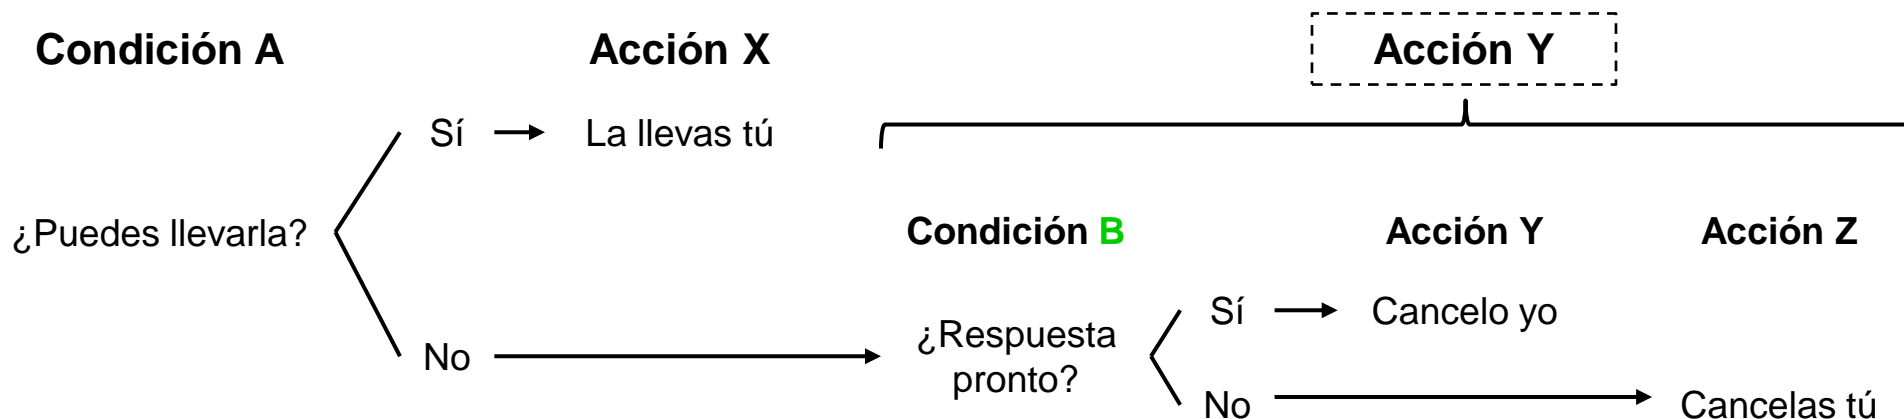 Condición A
Acción X
Acción Y
Sí
La llevas tú
¿Puedes llevarla?
Condición B
Acción Y
Acción Z
Sí
Cancelo yo
¿Respuesta
pronto?
No
No
Cancelas tú